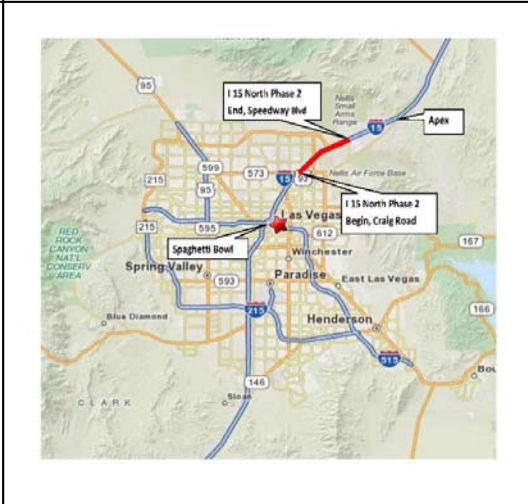 95
I 15 North Phase 2
End, Speedway Blvd
Nellis
Small
Arms
Range
15
Apex
599
573
15
93
Nellis Air Force Base
215
95
I 15 North Phase 2
Begin, Craig Road
Las Vegas
215
595
612
Spaghetti Bowl
RED
ROCK
CANYON
NAT'L
CONSERV
AREA
Winchester
167
Spring Valley
593
Paradise
East Las Vegas
166
215
Henderson
Blue Diamond
515
146
Sloan
CLARK